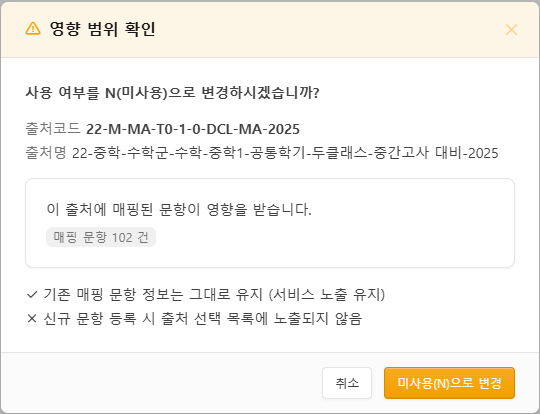 영향 범위 확인
사용 여부를 N(미사용)으로 변경하시겠습니까?
출처코드 22-M-MA-T0-1-0-DCL-MA-2025
출처명 22-중학-수학군-수학-중학1-공통학기-두클래스-중간고사 대비-2025
이 출처에 매핑된 문항이 영향을 받습니다.
매핑 문항 102 건
✓ 기존 매핑 문항 정보는 그대로 유지 (서비스 노출 유지)
✕ 신규 문항 등록 시 출처 선택 목록에 노출되지 않음
취소
미사용(N)으로 변경